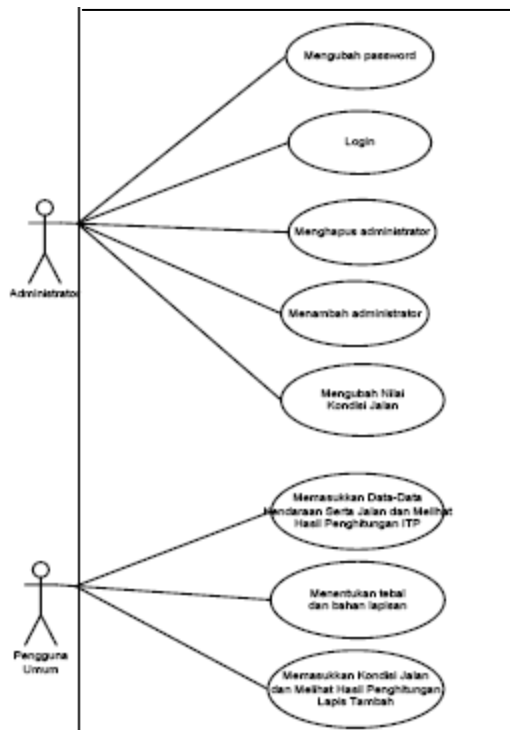 Mengubah password
Login
Menghapus administrator
Administrator
Menambah administrator
Mengubah Nilai
Kondisi Jalan
Memasukkan Data-Data
Kendaraan Serta Jalan dan Melihat
Hasil Penghitungan ITP
Menentukan tebal
dan bahan lapisan
Pengguna
Umum
Memasukkan Kondisi Jalan
dan Melihat Hasil Penghitungan
Lapis Tambah